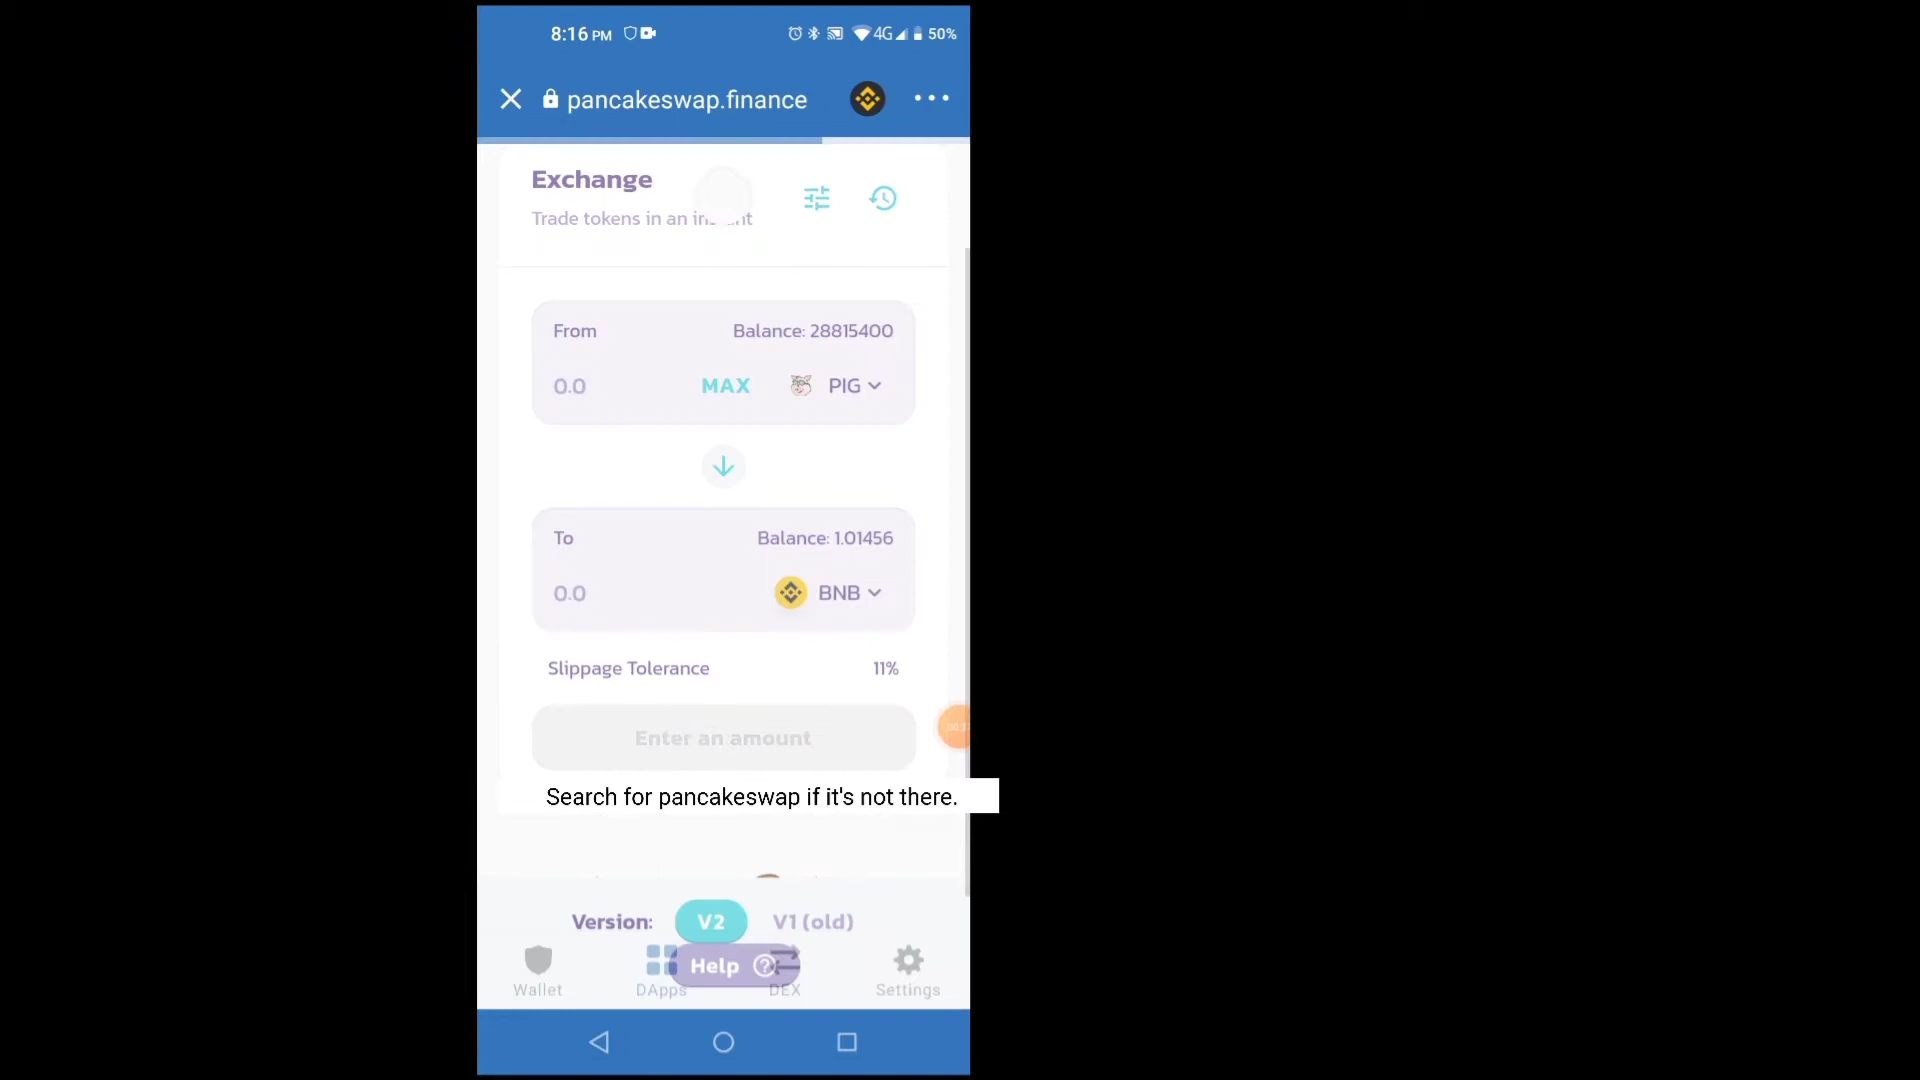 8:16 PM 4G 50%
pancakeswap.finance
Exchange
Trade tokens in an instant
From Balance: 28815400
0.0 MAX PIG
To Balance: 1.01456
0.0 BNB
Slippage Tolerance 11%
Enter an amount
Search for pancakeswap if it's not there.
Version: V2 V1 (old)
Help
Wallet DApps DEX Settings